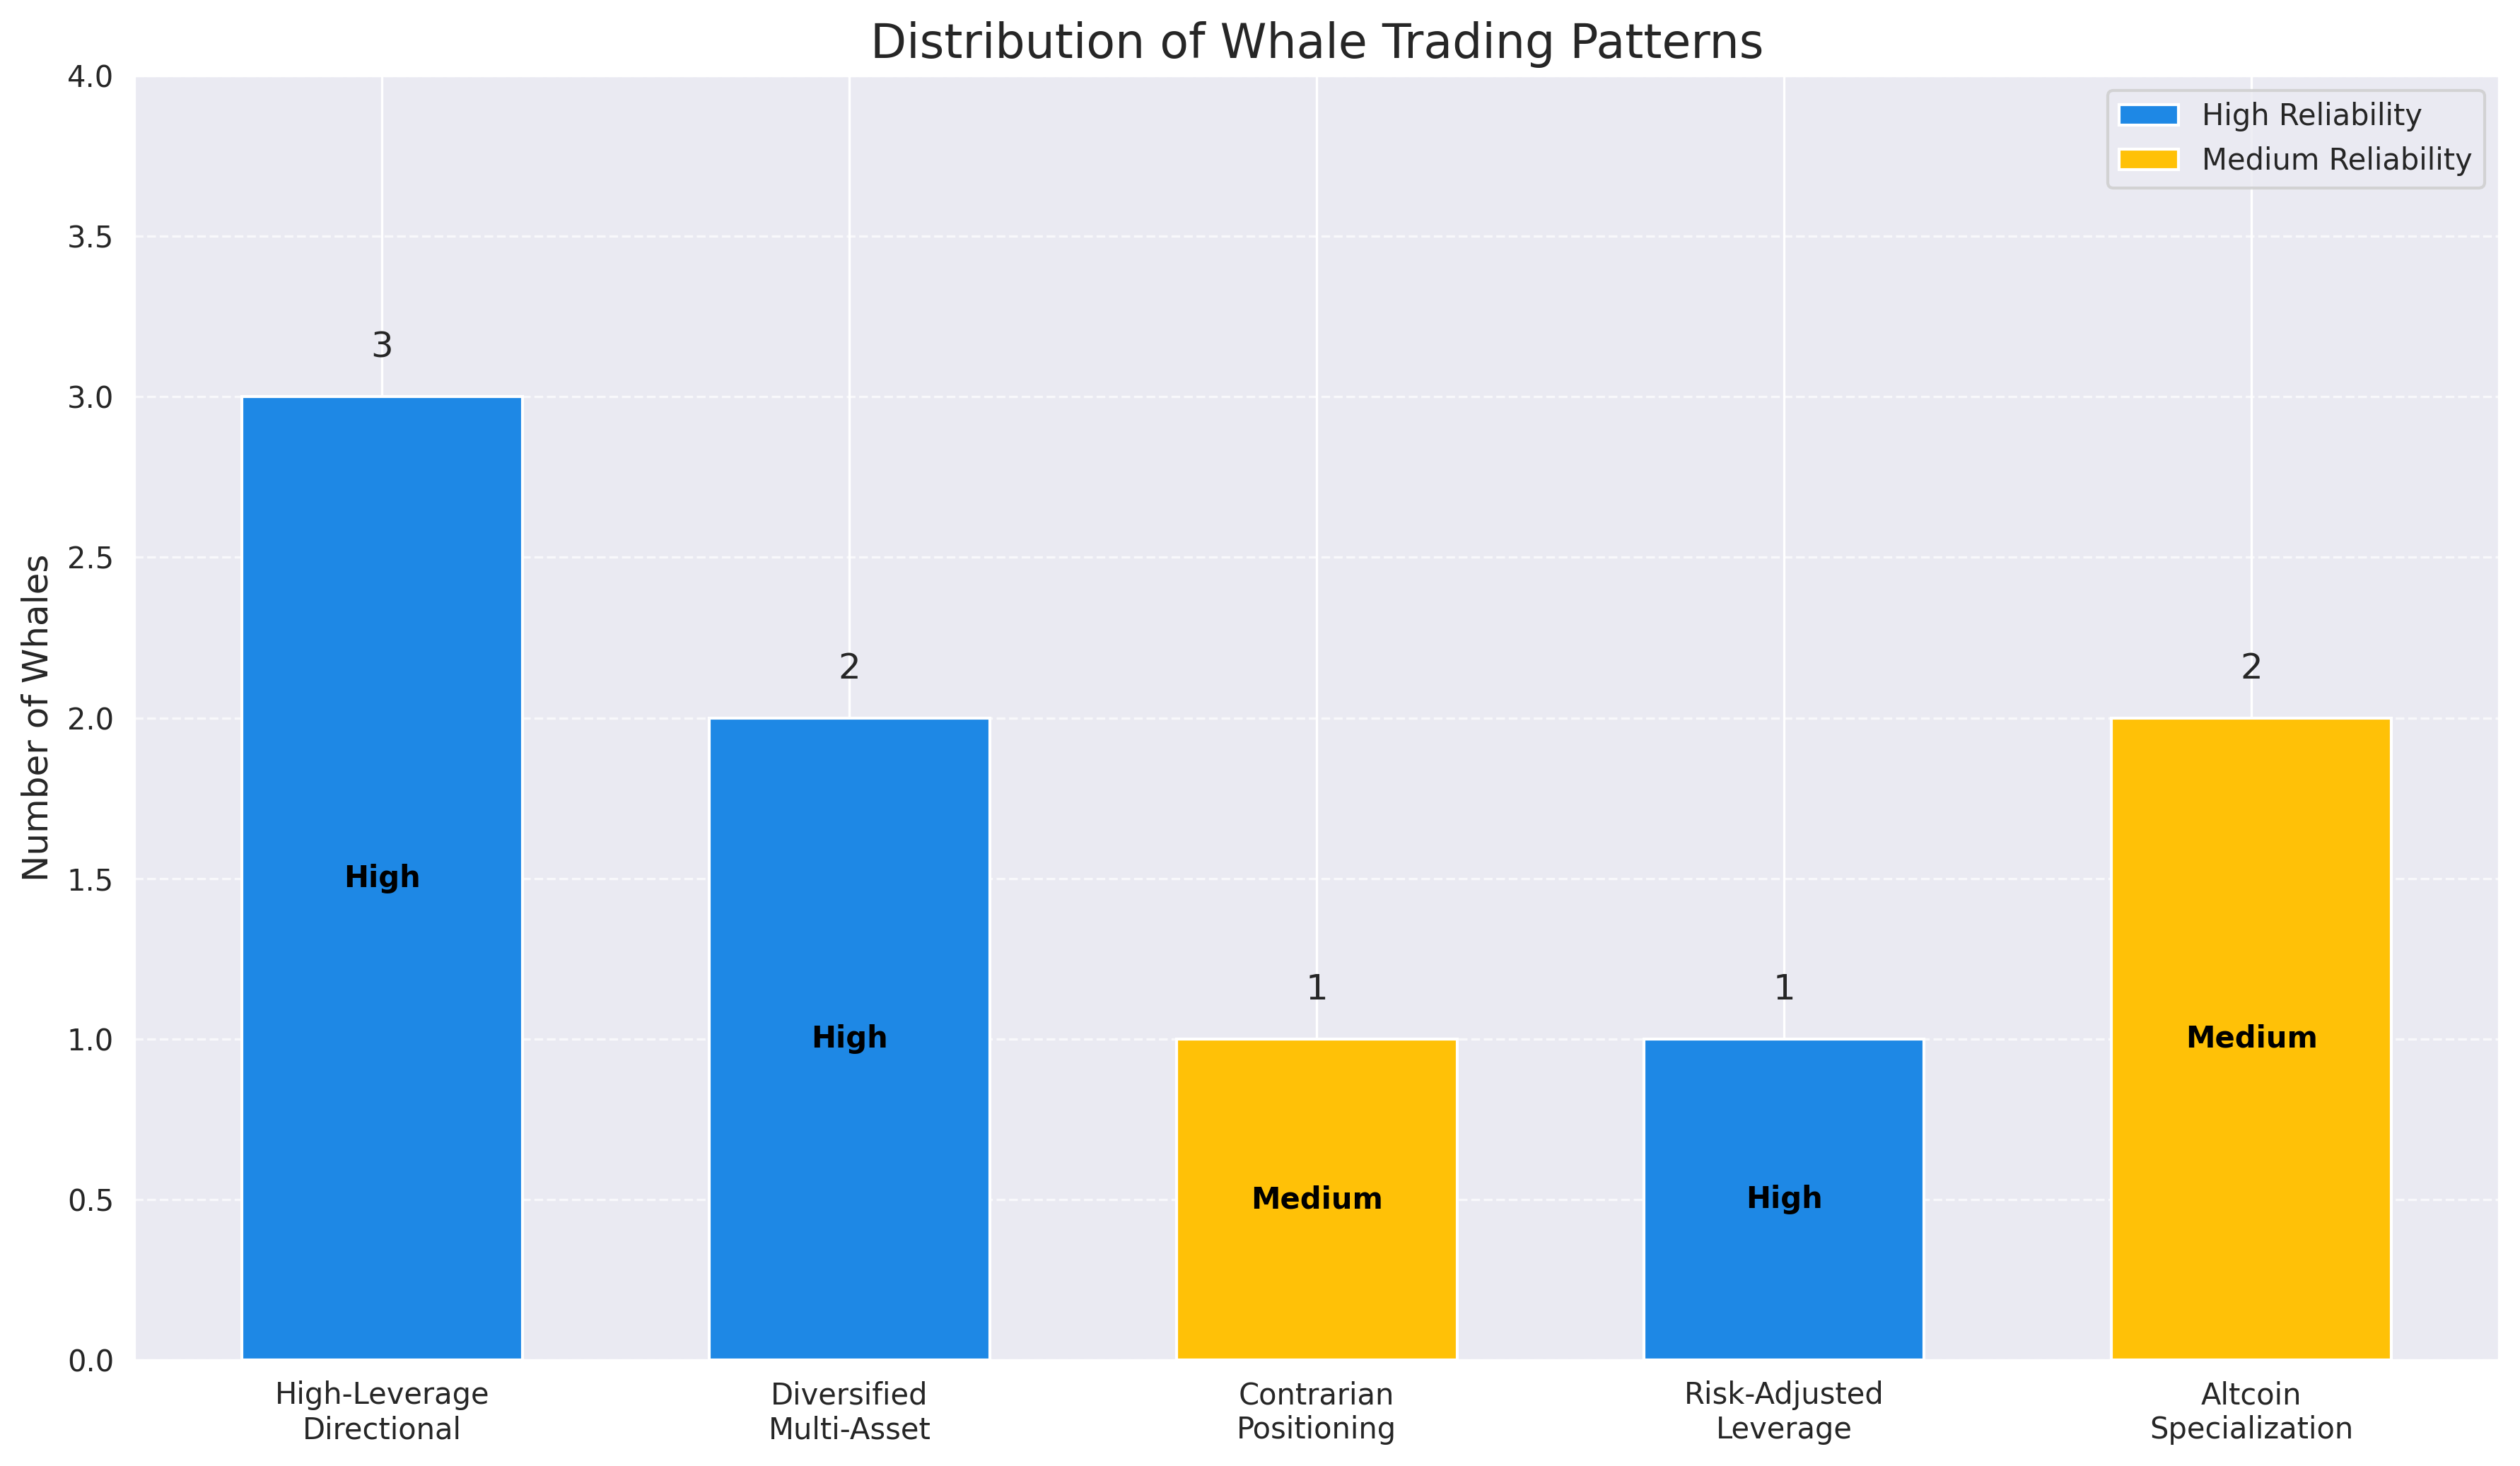 Distribution of Whale Trading Patterns
4.0
3.5
3.0
2.5
2.0
1.5
1.0
0.5
0.0
Number of Whales
High Reliability
Medium Reliability
3
2
1
1
2
High
High
Medium
High
Medium
High-Leverage
Directional
Diversified
Multi-Asset
Contrarian
Positioning
Risk-Adjusted
Leverage
Altcoin
Specialization